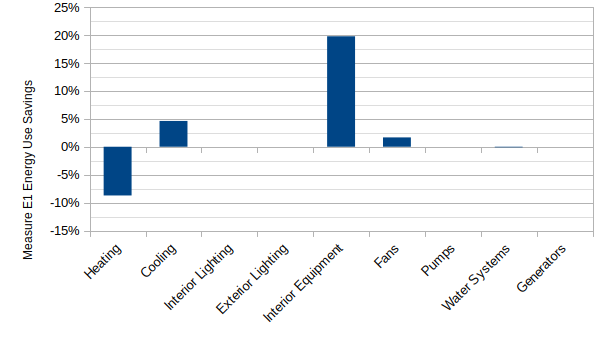 25%
20%
15%
10%
5%
0%
-5%
-10%
-15%
Measure E1 Energy Use Savings
Heating
Cooling
Interior Lighting
Exterior Lighting
Interior Equipment
Fans
Pumps
Water Systems
Generators